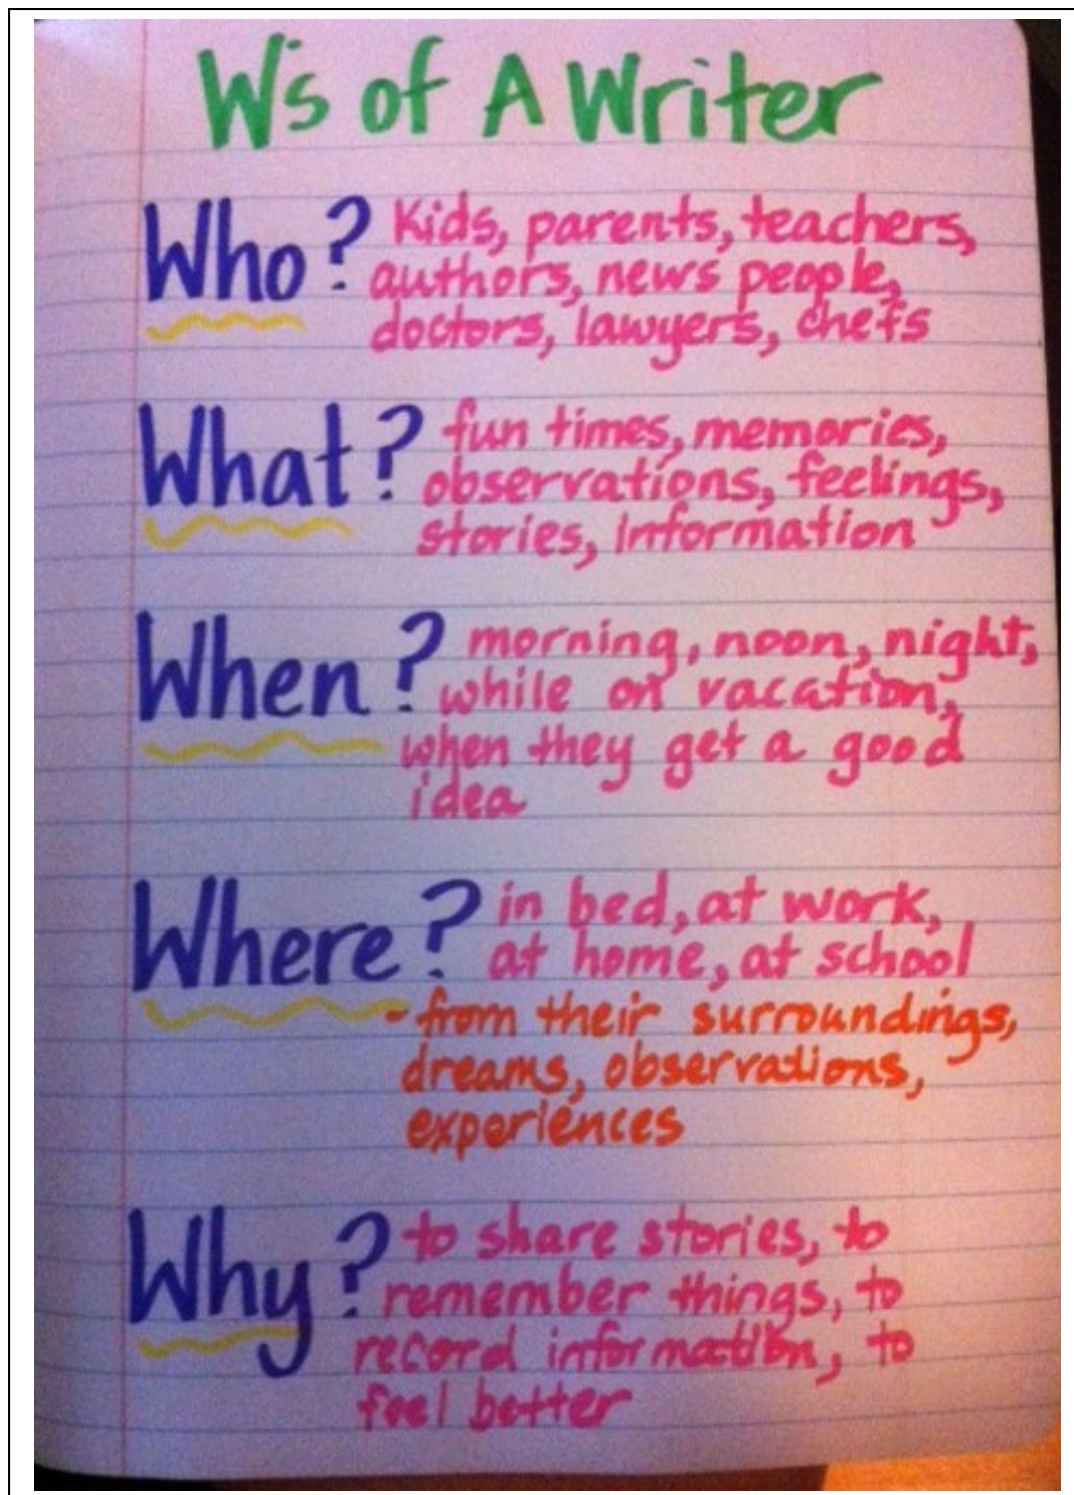 W's of A Writer
Who? Kids, parents, teachers,
authors, news people,
doctors, lawyers, chefs
What? fun times, memories,
observations, feelings,
stories, Information
When? morning, noon, night,
while on vacation,
when they get a good
idea
Where? in bed, at work,
at home, at school
- from their surroundings,
dreams, observations,
experiences
Why? to share stories, to
remember things, to
record information, to
feel better